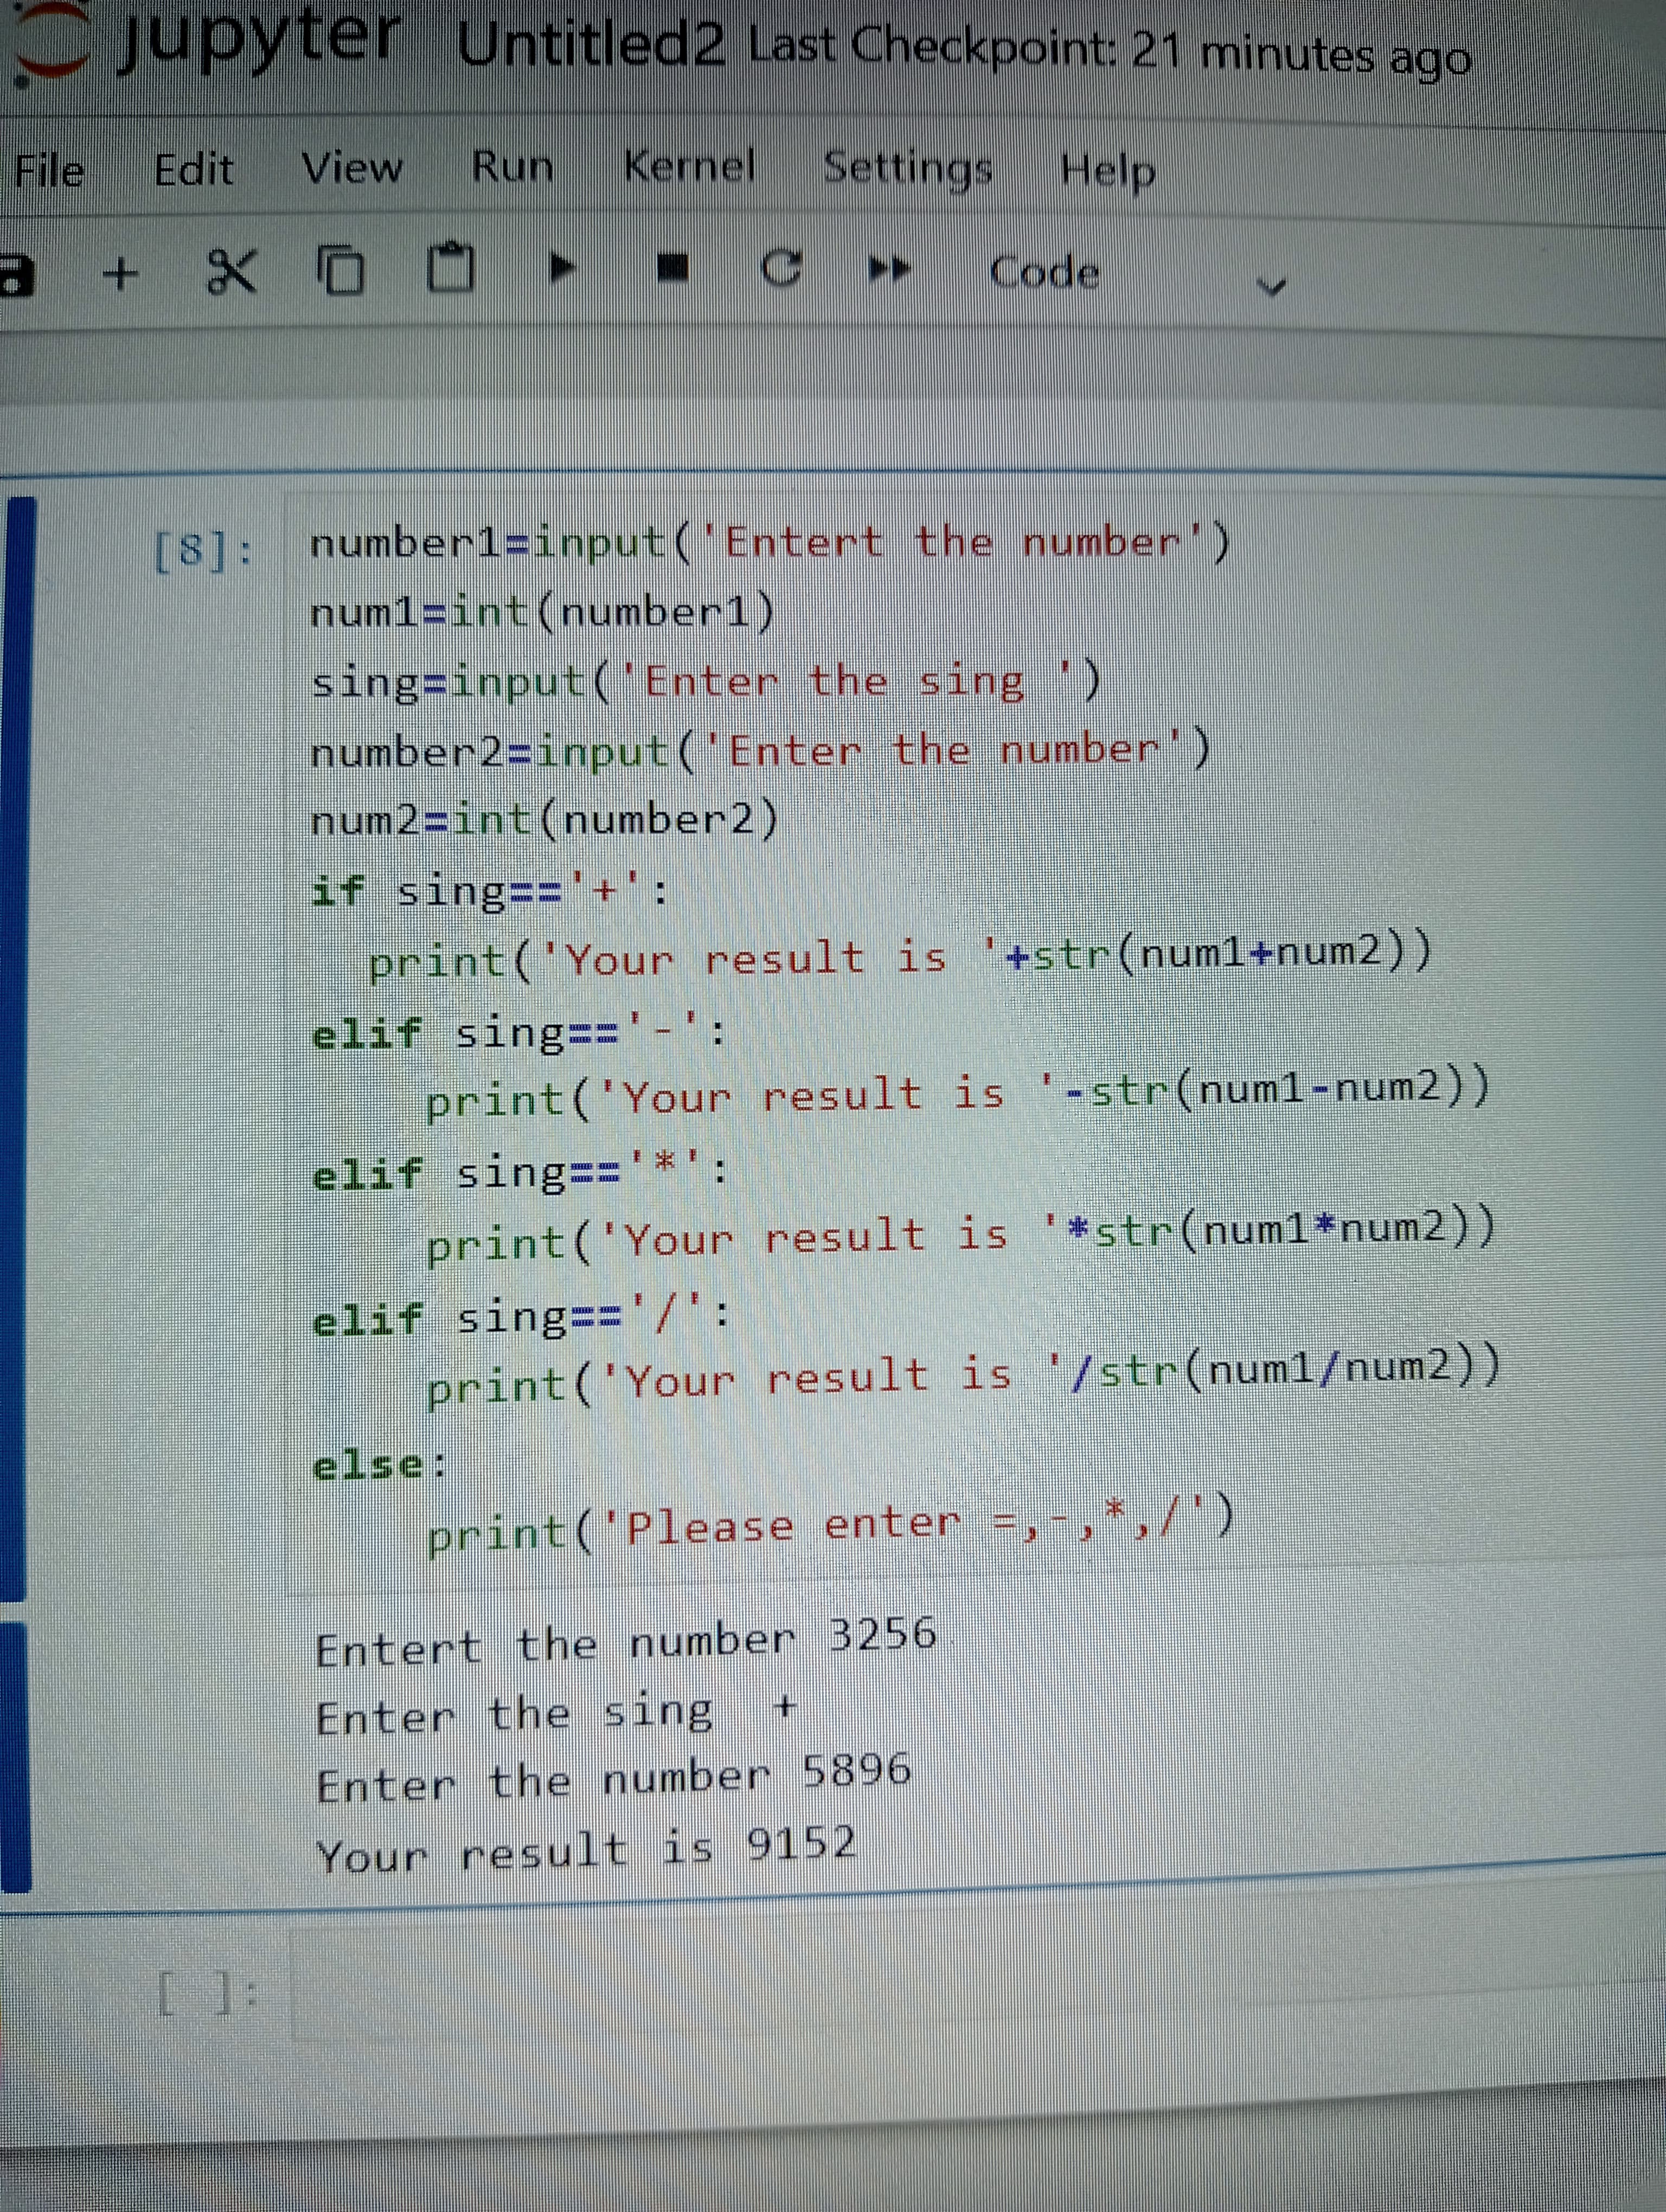 jupyter Untitled2 Last Checkpoint: 21 minutes ago
File Edit View Run Kernel Settings Help
Code
[8]: number1=input('Entert the number')
num1=int(number1)
sing=input('Enter the sing ')
number2=input('Enter the number')
num2=int(number2)
if sing=='+':
  print('Your result is '+str(num1+num2))
elif sing=='-':
    print('Your result is '-str(num1-num2))
elif sing=='*':
    print('Your result is '*str(num1*num2))
elif sing=='/':
    print('Your result is '/str(num1/num2))
else:
    print('Please enter =,-,*,/')
Entert the number 3256
Enter the sing  +
Enter the number 5896
Your result is 9152
[ ]: